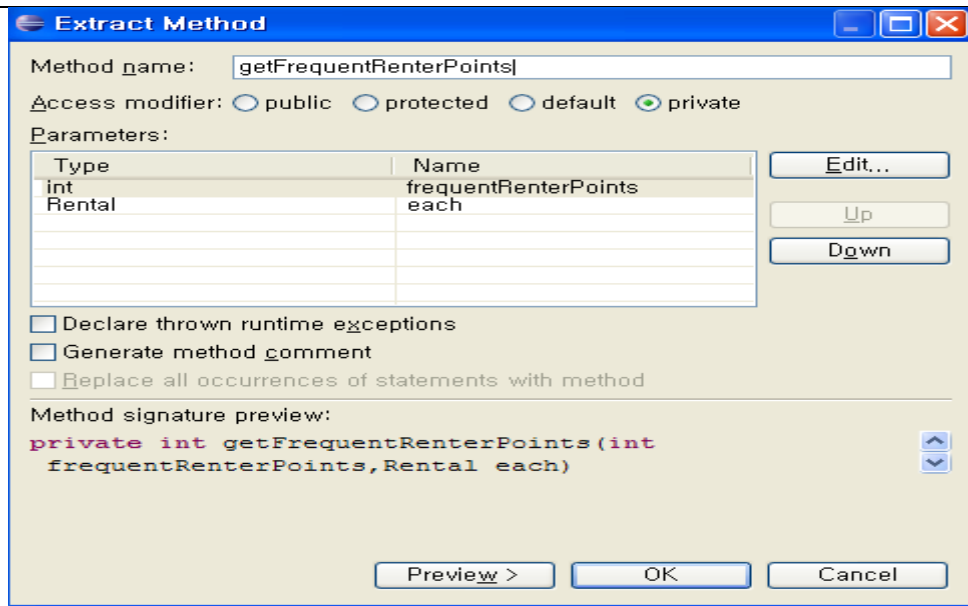 Extract Method
Method name: getFrequentRenterPoints
Access modifier: public protected default private
Parameters:
Type Name
int frequentRenterPoints
Rental each
Edit...
Up
Down
Declare thrown runtime exceptions
Generate method comment
Replace all occurrences of statements with method
Method signature preview:
private int getFrequentRenterPoints(int
frequentRenterPoints,Rental each)
Preview >
OK
Cancel